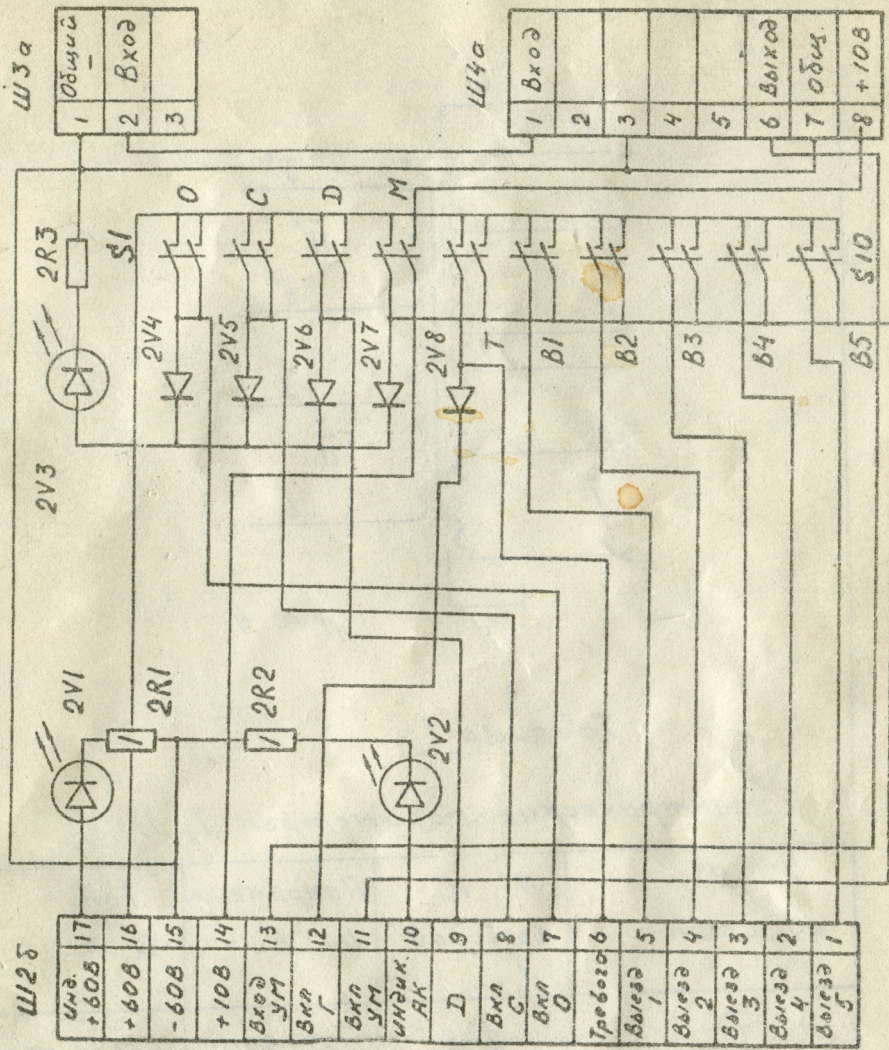 Ш3а
1 Общий
–
2 Вход
3
Ш4а
1 Вход
2
3
4
5
6 Выход
7 Общ.
8 +10В
2R3
S1
О
С
D
М
2V4
2V5
2V6
2V7
2V8
2V3
Т
В1
В2
В3
В4
В5
S10
2V1
2R1
2R2
2V2
Ш2б
Инд. 17
+60В
+60В 16
-60В 15
+10В 14
Вход 13
УМ
Вкл 12
Г
Вкл 11
УМ
Индик. 10
АК
D 9
Вкл 8
С
Вкл 7
О
Тревога 6
Выезд 5
1
Выезд 4
2
Выезд 3
3
Выезд 2
4
Выезд 1
5